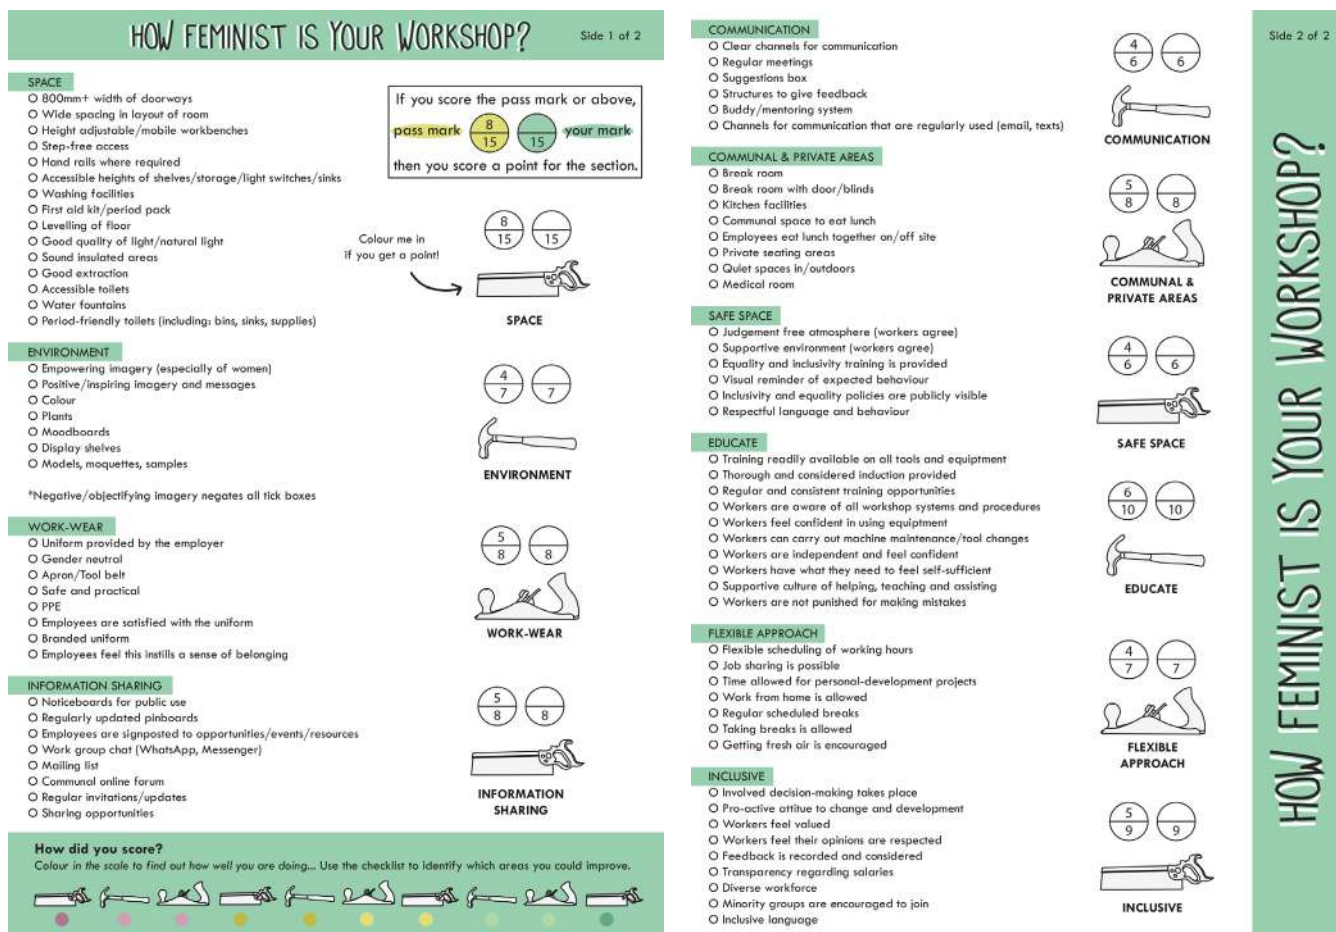 HOW FEMINIST IS YOUR WORKSHOP?
Side 1 of 2
SPACE
800mm+ width of doorways
Wide spacing in layout of room
Height adjustable/mobile workbenches
Step-free access
Hand rails where required
Accessible heights of shelves/storage/light switches/sinks
Washing facilities
First aid kit/period pack
Levelling of floor
Good quality of light/natural light
Sound insulated areas
Good extraction
Accessible toilets
Water fountains
Period-friendly toilets (including: bins, sinks, supplies)
If you score the pass mark or above,
pass mark 8 15 15 your mark
then you score a point for the section.
8 15 15
Colour me in
if you get a point!
SPACE
ENVIRONMENT
Empowering imagery (especially of women)
Positive/inspiring imagery and messages
Colour
Plants
Moodboards
Display shelves
Models, moquettes, samples
*Negative/objectifying imagery negates all tick boxes
4 7 7
ENVIRONMENT
WORK-WEAR
Uniform provided by the employer
Gender neutral
Apron/Tool belt
Safe and practical
PPE
Employees are satisfied with the uniform
Branded uniform
Employees feel this instills a sense of belonging
5 8 8
WORK-WEAR
INFORMATION SHARING
Noticeboards for public use
Regularly updated pinboards
Employees are signposted to opportunities/events/resources
Work group chat (WhatsApp, Messenger)
Mailing list
Communal online forum
Regular invitations/updates
Sharing opportunities
5 8 8
INFORMATION
SHARING
How did you score?
Colour in the scale to find out how well you are doing... Use the checklist to identify which areas you could improve.
COMMUNICATION
Clear channels for communication
Regular meetings
Suggestions box
Structures to give feedback
Buddy/mentoring system
Channels for communication that are regularly used (email, texts)
4 6 6
COMMUNICATION
COMMUNAL & PRIVATE AREAS
Break room
Break room with door/blinds
Kitchen facilities
Communal space to eat lunch
Employees eat lunch together on/off site
Private seating areas
Quiet spaces in/outdoors
Medical room
5 8 8
COMMUNAL &
PRIVATE AREAS
SAFE SPACE
Judgement free atmosphere (workers agree)
Supportive environment (workers agree)
Equality and inclusivity training is provided
Visual reminder of expected behaviour
Inclusivity and equality policies are publicly visible
Respectful language and behaviour
4 6 6
SAFE SPACE
EDUCATE
Training readily available on all tools and equiptment
Thorough and considered induction provided
Regular and consistent training opportunities
Workers are aware of all workshop systems and procedures
Workers feel confident in using equiptment
Workers can carry out machine maintenance/tool changes
Workers are independent and feel confident
Workers have what they need to feel self-sufficient
Supportive culture of helping, teaching and assisting
Workers are not punished for making mistakes
6 10 10
EDUCATE
FLEXIBLE APPROACH
Flexible scheduling of working hours
Job sharing is possible
Time allowed for personal-development projects
Work from home is allowed
Regular scheduled breaks
Taking breaks is allowed
Getting fresh air is encouraged
4 7 7
FLEXIBLE
APPROACH
INCLUSIVE
Involved decision-making takes place
Pro-active attitue to change and development
Workers feel valued
Workers feel their opinions are respected
Feedback is recorded and considered
Transparency regarding salaries
Diverse workforce
Minority groups are encouraged to join
Inclusive language
5 9 9
INCLUSIVE
Side 2 of 2
HOW FEMINIST IS YOUR WORKSHOP?